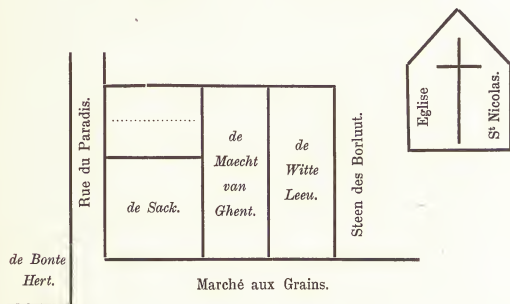 Rue du Paradis.
de Sack.
de
Maecht
van
Ghent.
de
Witte
Leeu.
Steen des Borluut.
Eglise
St Nicolas.
de Bonte
Hert.
Marché aux Grains.